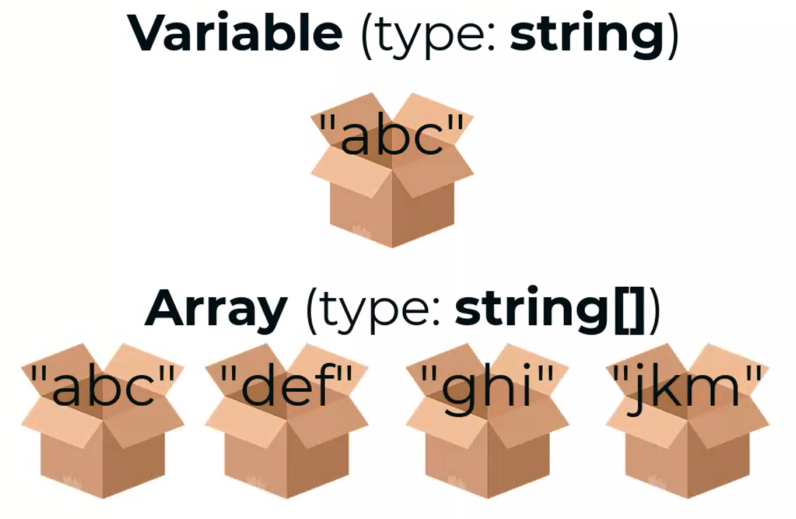 Variable (type: string)
"abc"
Array (type: string[])
"abc" "def" "ghi" "jkm"